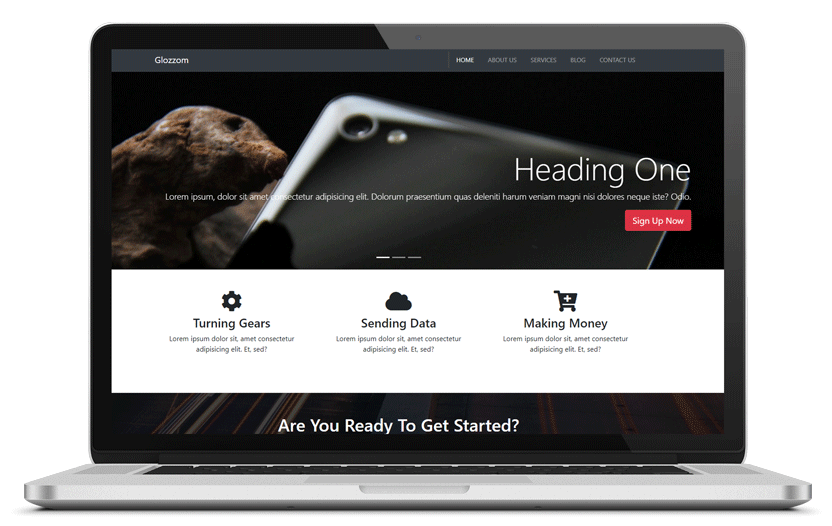 Glozzom
HOME ABOUT US SERVICES BLOG CONTACT US
Heading One
Lorem ipsum, dolor sit amet consectetur adipisicing elit. Dolorum praesentium quas deleniti harum veniam magni nisi dolores neque iste? Odio.
Sign Up Now
Turning Gears
Lorem ipsum dolor sit, amet consectetur
adipisicing elit. Et, sed?
Sending Data
Lorem ipsum dolor sit, amet consectetur
adipisicing elit. Et, sed?
Making Money
Lorem ipsum dolor sit, amet consectetur
adipisicing elit. Et, sed?
Are You Ready To Get Started?